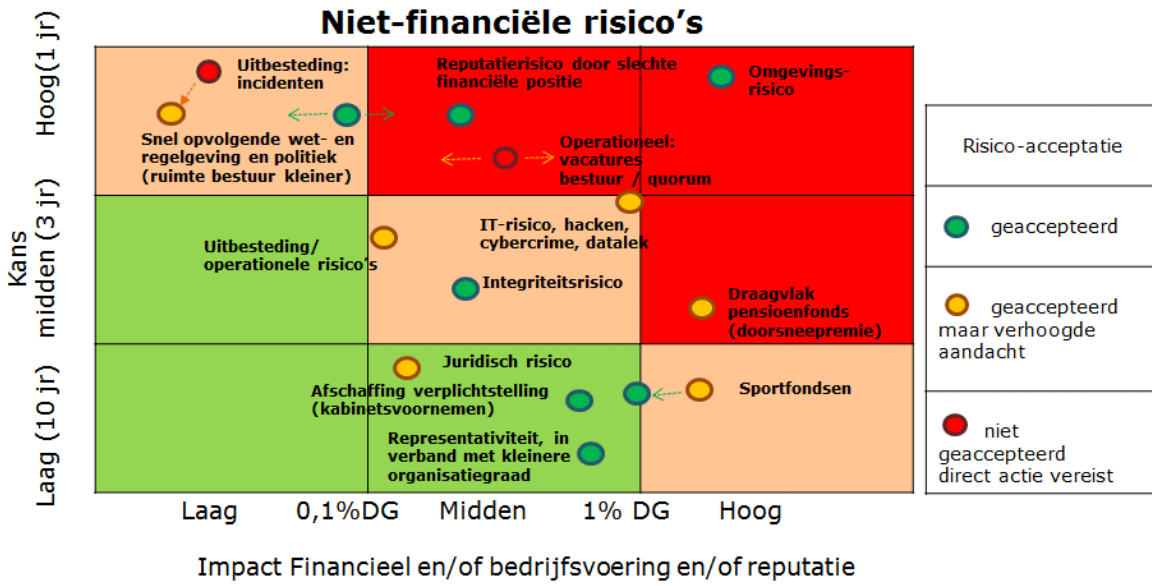 Niet-financiële risico's
Kans
Hoog(1 jr)
midden (3 jr)
Laag (10 jr)
Uitbesteding:
incidenten
Snel opvolgende wet- en
regelgeving en politiek
(ruimte bestuur kleiner)
Reputatierisico door slechte
financiële positie
Operationeel:
vacatures
bestuur / quorum
Omgevings-
risico
Uitbesteding/
operationele risico's
IT-risico, hacken,
cybercrime, datalek
Integriteitsrisico
Draagvlak
pensioenfonds
(doorsneepremie)
Juridisch risico
Afschaffing verplichtstelling
(kabinetsvoornemen)
Representativiteit, in
verband met kleinere
organisatiegraad
Sportfondsen
Laag
0,1%DG
Midden
1% DG
Hoog
Impact Financieel en/of bedrijfsvoering en/of reputatie
Risico-acceptatie
geaccepteerd
geaccepteerd
maar verhoogde
aandacht
niet
geaccepteerd
direct actie vereist